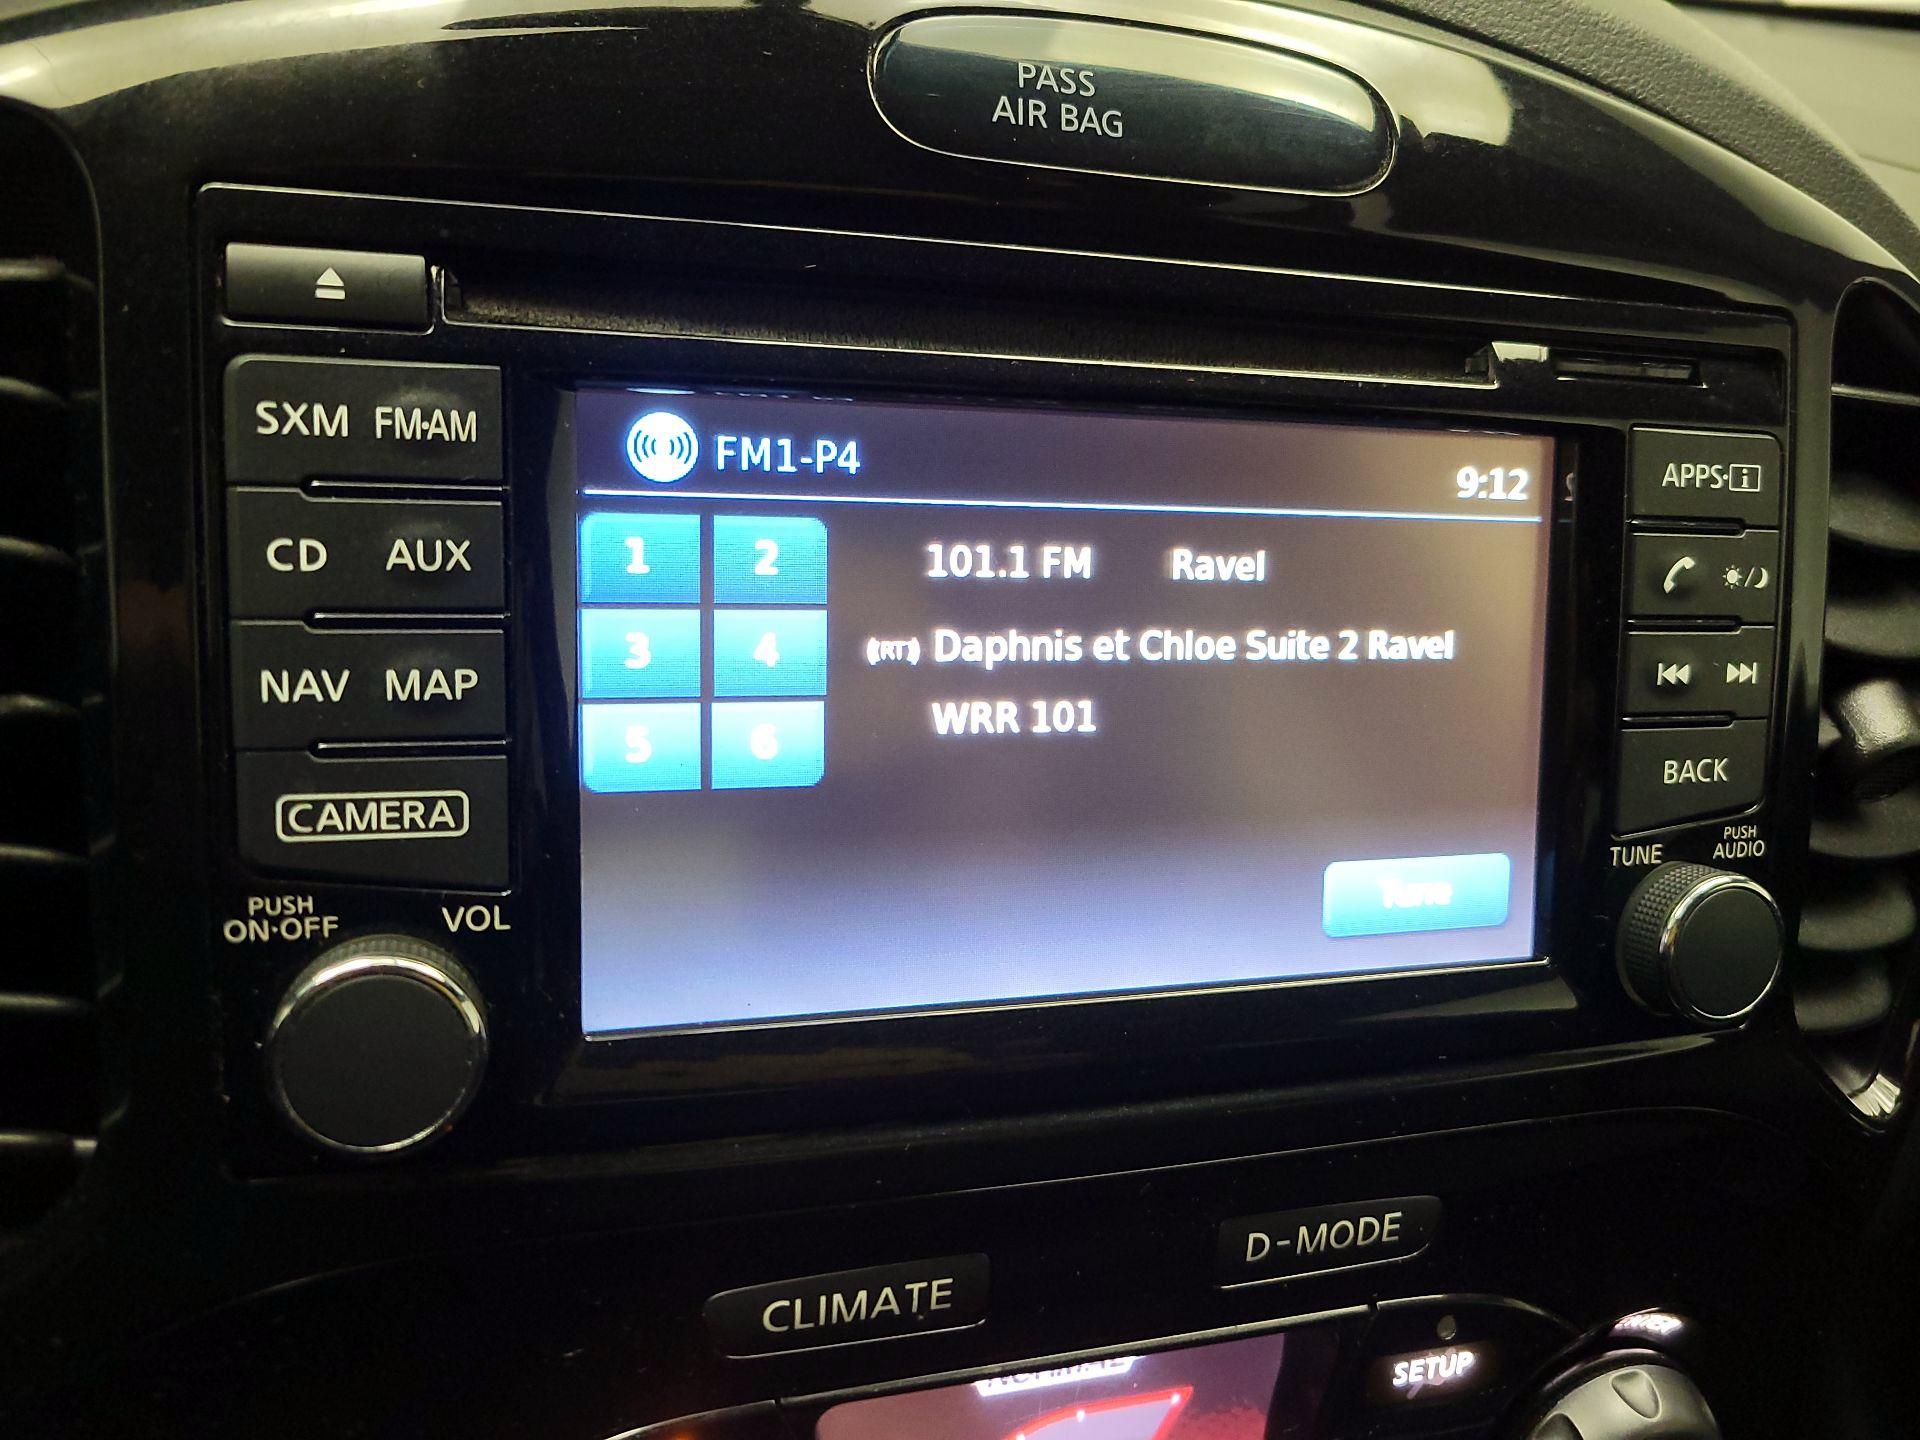 PASS
AIR BAG
SXM FM·AM
CD AUX
NAV MAP
CAMERA
PUSH
ON·OFF
VOL
FM1-P4
9:12
1 2
3 4
5 6
101.1 FM Ravel
(RT) Daphnis et Chloe Suite 2 Ravel
WRR 101
Tune
APPS·i
BACK
TUNE
PUSH
AUDIO
CLIMATE
D-MODE
NORMAL
SETUP